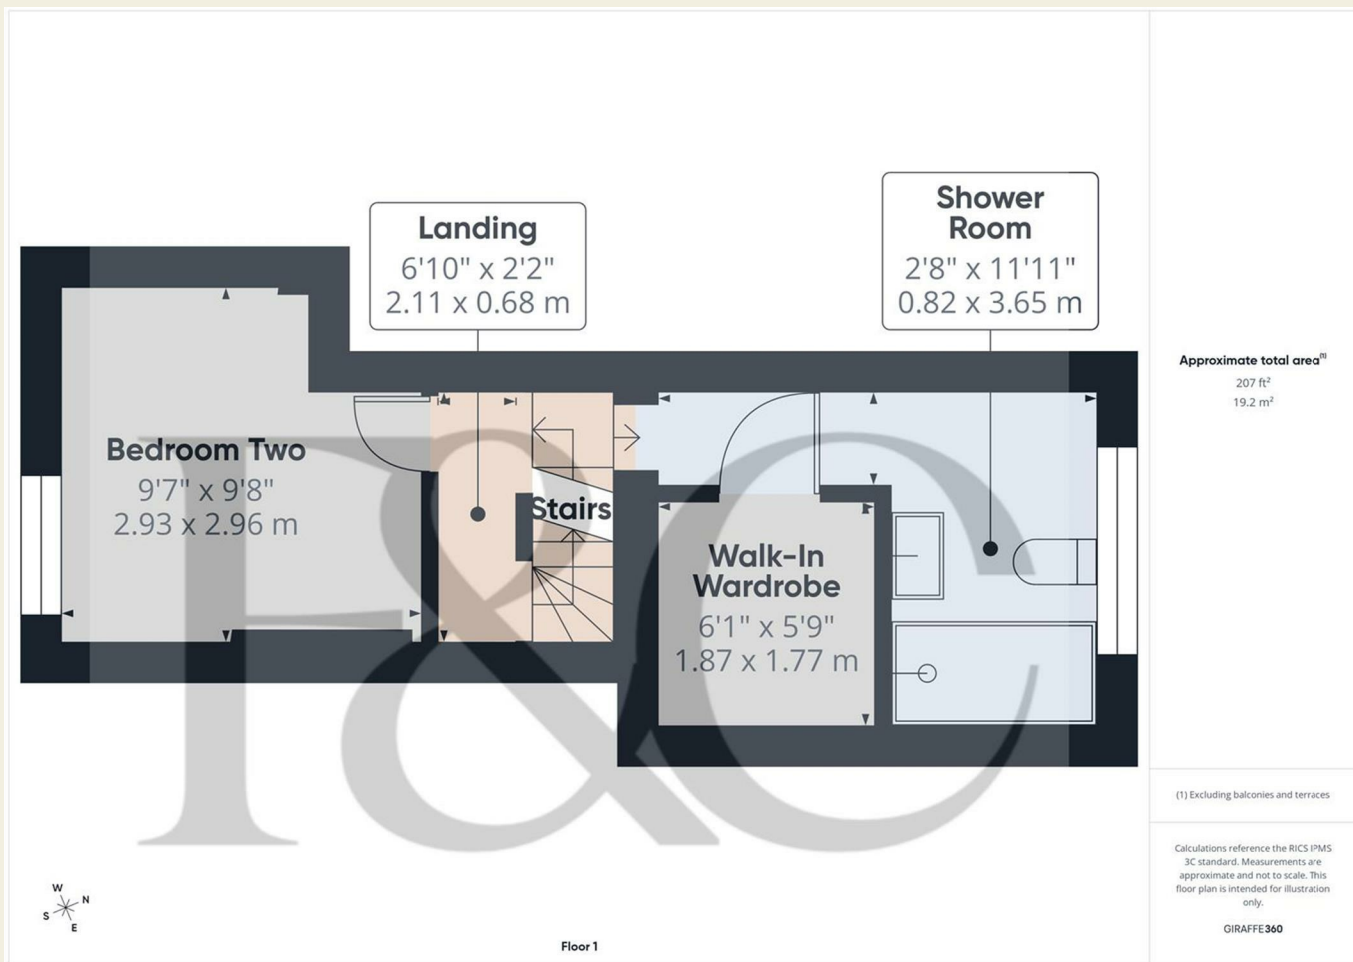 Shower
Room
2'8" x 11'11"
0.82 x 3.65 m
Landing
6'10" x 2'2"
2.11 x 0.68 m
Bedroom Two
9'7" x 9'8"
2.93 x 2.96 m
Stairs
Walk-In
Wardrobe
6'1" x 5'9"
1.87 x 1.77 m
F&C
W
N
S
E
Floor 1
Approximate total area(1)
207 ft²
19.2 m²
(1) Excluding balconies and terraces
Calculations reference the RICS IPMS
3C standard. Measurements are
approximate and not to scale. This
floor plan is intended for illustration
only.
GIRAFFE360